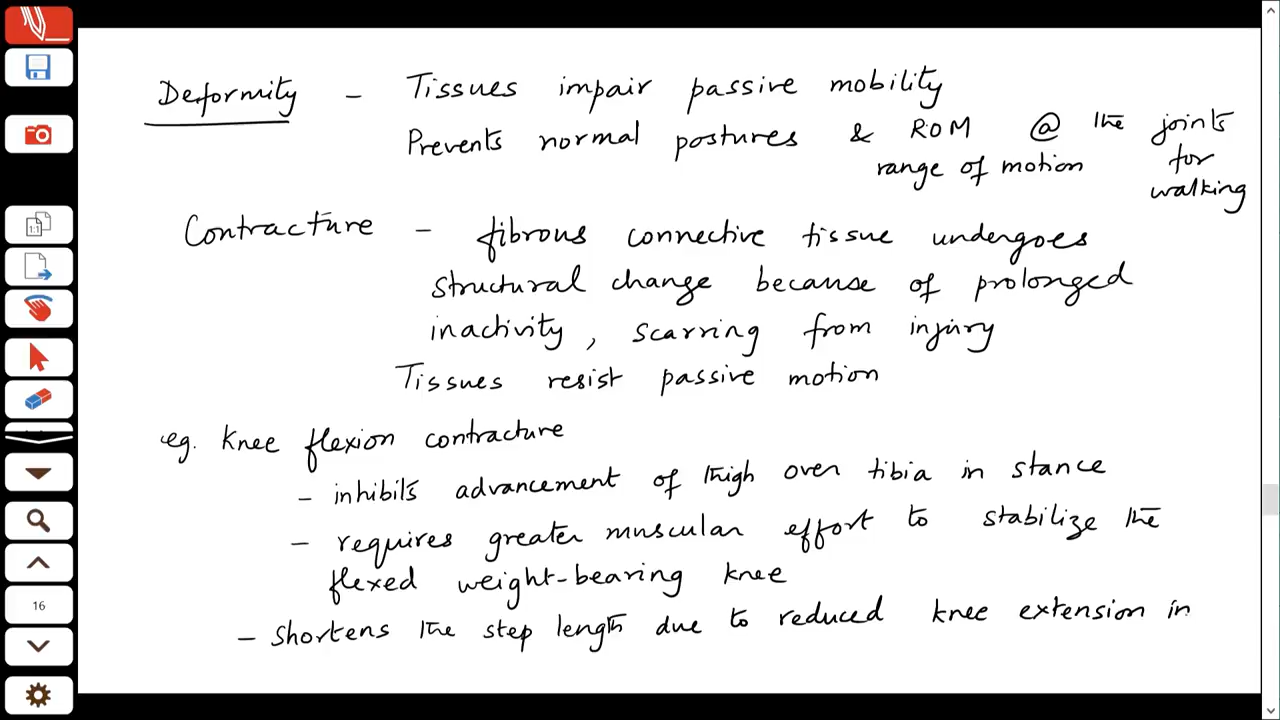 Deformity - Tissues impair passive mobility
Prevents normal postures & ROM @ the joints
range of motion for
walking
Contracture - fibrous connective tissue undergoes
structural change because of prolonged
inactivity, scarring from injury
Tissues resist passive motion
eg. Knee flexion contracture
- inhibits advancement of thigh over tibia in stance
- requires greater muscular effort to stabilize the
flexed weight-bearing knee
- shortens the step length due to reduced knee extension in
1:1
16